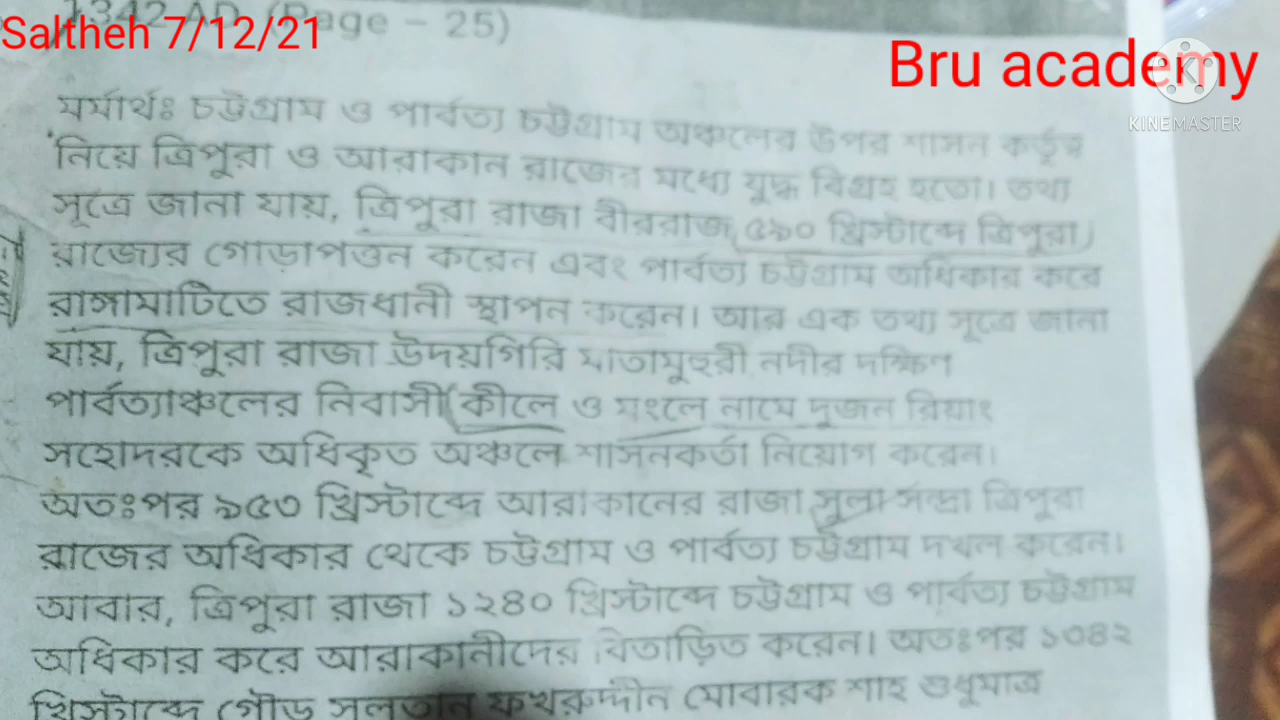 1342 AD (Page – 25)
Saltheh 7/12/21
Bru academy
KINEMASTER
মর্মার্থঃ চট্টগ্রাম ও পার্বত্য চট্টগ্রাম অঞ্চলের উপর শাসন কর্তৃত্ব
নিয়ে ত্রিপুরা ও আরাকান রাজের মধ্যে যুদ্ধ বিগ্রহ হতো। তথ্য
সূত্রে জানা যায়, ত্রিপুরা রাজা বীররাজ ৫৯০ খ্রিস্টাব্দে ত্রিপুরা
রাজ্যের গোড়াপত্তন করেন এবং পার্বত্য চট্টগ্রাম অধিকার করে
রাঙ্গামাটিতে রাজধানী স্থাপন করেন। আর এক তথ্য সূত্রে জানা
যায়, ত্রিপুরা রাজা উদয়গিরি মাতামুহুরী নদীর দক্ষিণ
পার্বত্যাঞ্চলের নিবাসী কীলে ও মংলে নামে দুজন রিয়াং
সহোদরকে অধিকৃত অঞ্চলে শাসনকর্তা নিয়োগ করেন।
অতঃপর ৯৫৩ খ্রিস্টাব্দে আরাকানের রাজা সুলা সন্দ্রা ত্রিপুরা
রাজের অধিকার থেকে চট্টগ্রাম ও পার্বত্য চট্টগ্রাম দখল করেন।
আবার, ত্রিপুরা রাজা ১২৪০ খ্রিস্টাব্দে চট্টগ্রাম ও পার্বত্য চট্টগ্রাম
অধিকার করে আরাকানীদের বিতাড়িত করেন। অতঃপর ১৩৪২
খ্রিস্টাব্দে গৌড় সুলতান ফখরুদ্দীন মোবারক শাহ শুধুমাত্র